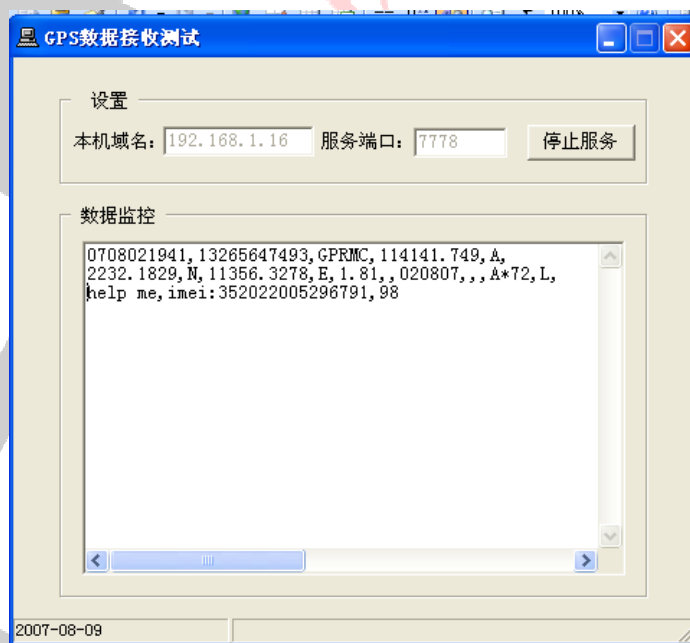 GPS数据接收测试
设置
本机域名: 192.168.1.16 服务端口: 7778 停止服务
数据监控
0708021941,13265647493,GPRMC,114141.749,A,
2232.1829,N,11356.3278,E,1.81,,020807,,,A*72,L,
help me,imei:352022005296791,98
2007-08-09